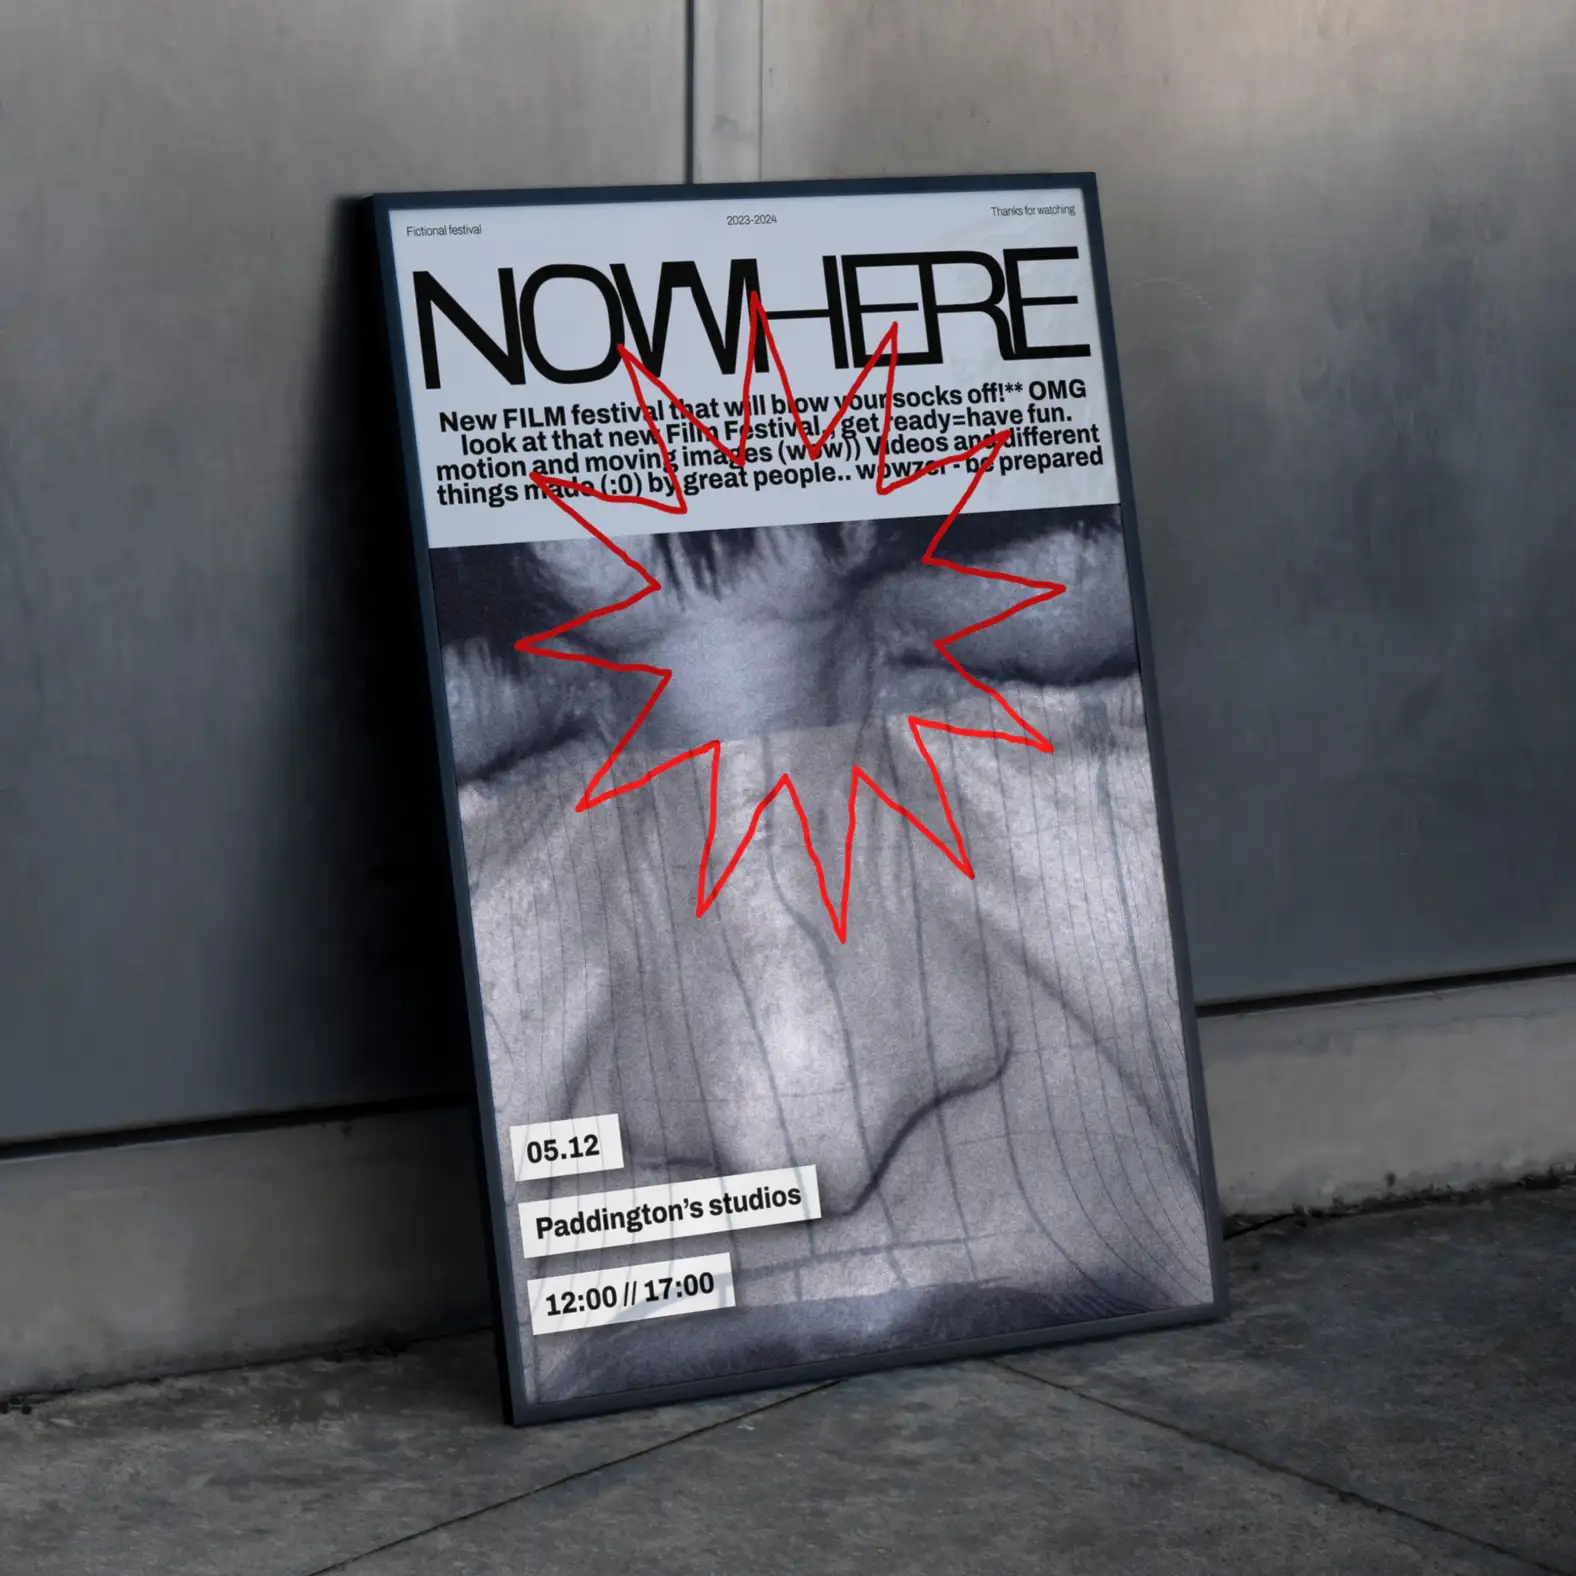 Fictional festival
2023-2024
Thanks for watching
NOWHERE
New FILM festival that will blow your socks off!** OMG
look at that new Film Festival., get ready=have fun.
motion and moving images (wow)) Videos and different
things made (:0) by great people.. wowzer - be prepared
05.12
Paddington's studios
12:00 // 17:00